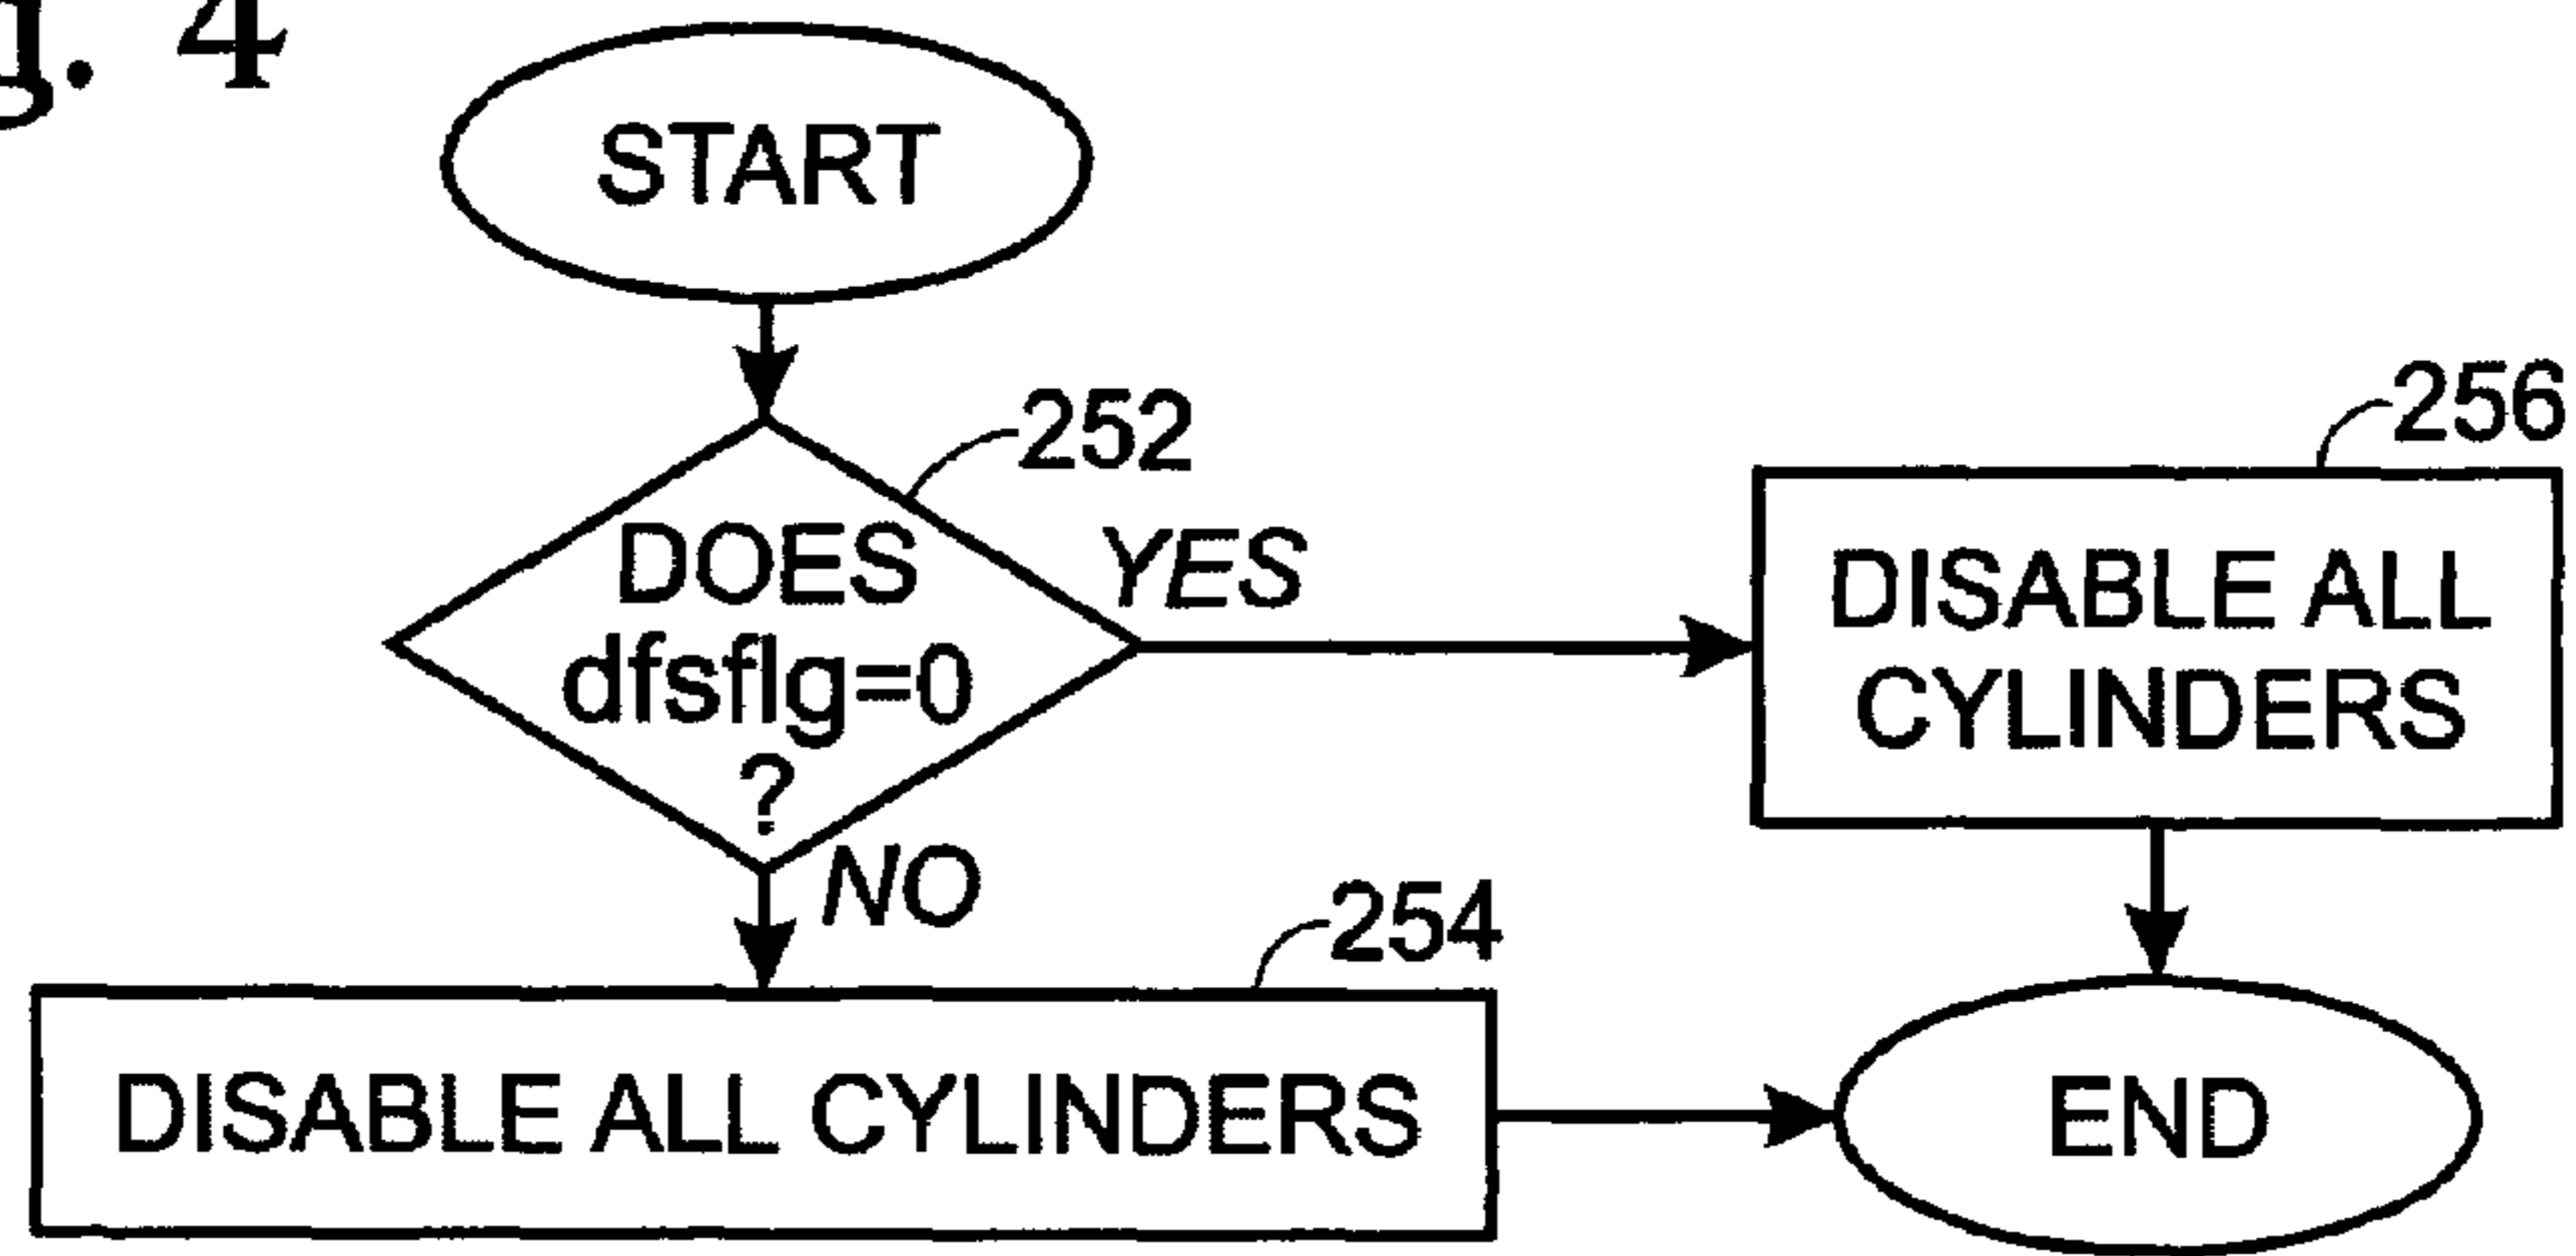 g. 4
START
252
256
DOES
dfsflg=0
?
YES
DISABLE ALL
CYLINDERS
NO
254
DISABLE ALL CYLINDERS
END